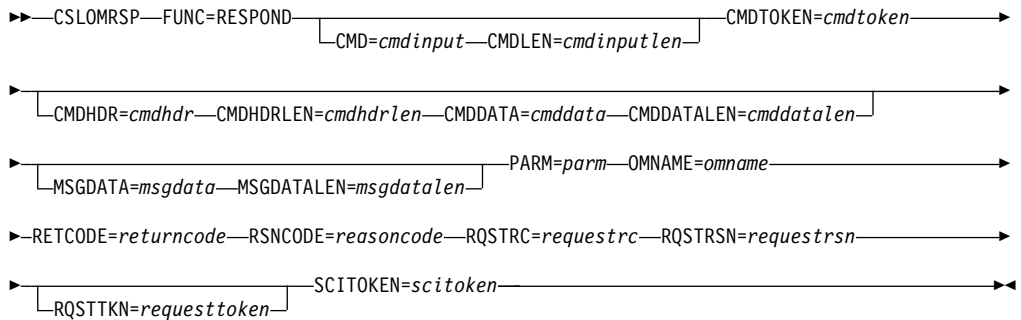 CSLOMRSP FUNC=RESPOND CMDTOKEN=cmdtoken
CMD=cmdinput CMDLEN=cmdinputlen
CMDHDR=cmdhdr CMDHDRLEN=cmdhdrlen CMDDATA=cmddata CMDDATALEN=cmddatalen
PARM=parm OMNAME=omname
MSGDATA=msgdata MSGDATALEN=msgdatalen
RETCODE=returncode RSNCODE=reasoncode RQSTRC=requestrc RQSTRSN=requestrsn
SCITOKEN=scitoken
RQSTTKN=requesttoken